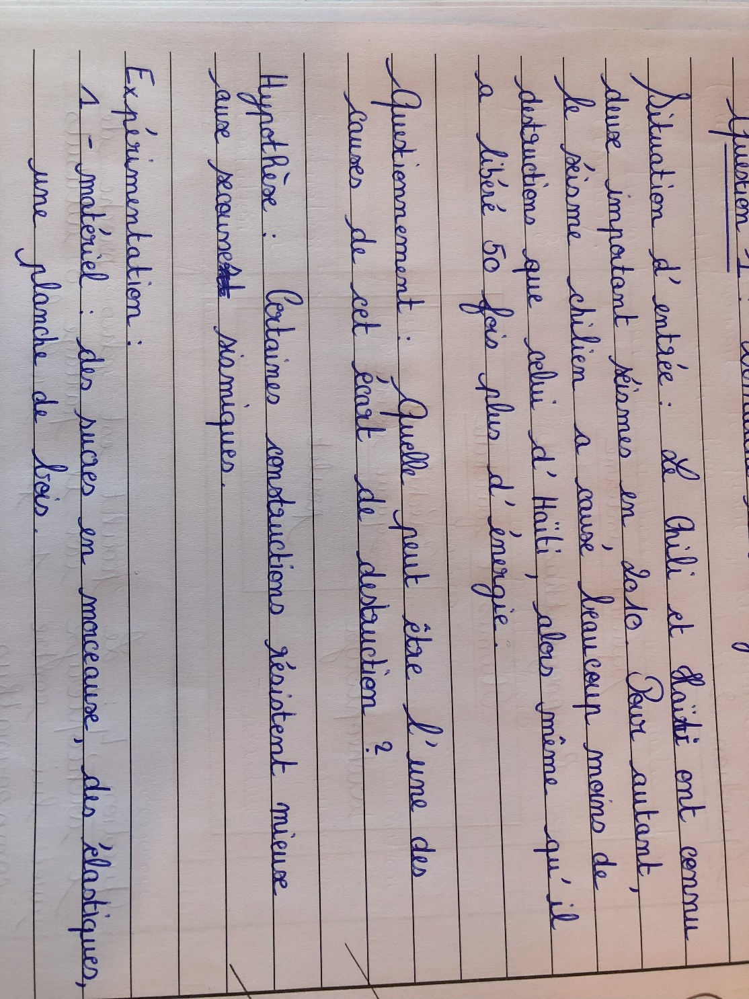 Question 1 :
Situation d'entrée : Le Chili et Haïti ont connu
deux important séismes en 2010. Pour autant,
le séisme chilien a causé beaucoup moins de
destructions que celui d'Haïti, alors même qu'il
a libéré 50 fois plus d'énergie.
Questionnement : Quelle peut être l'une des
causes de cet écart de destruction ?
Hypothèse : Certaines constructions résistent mieux
aux secousses sismiques.
Expérimentation :
1 - matériel : des sucres en morceaux, des élastiques,
une planche de bois.